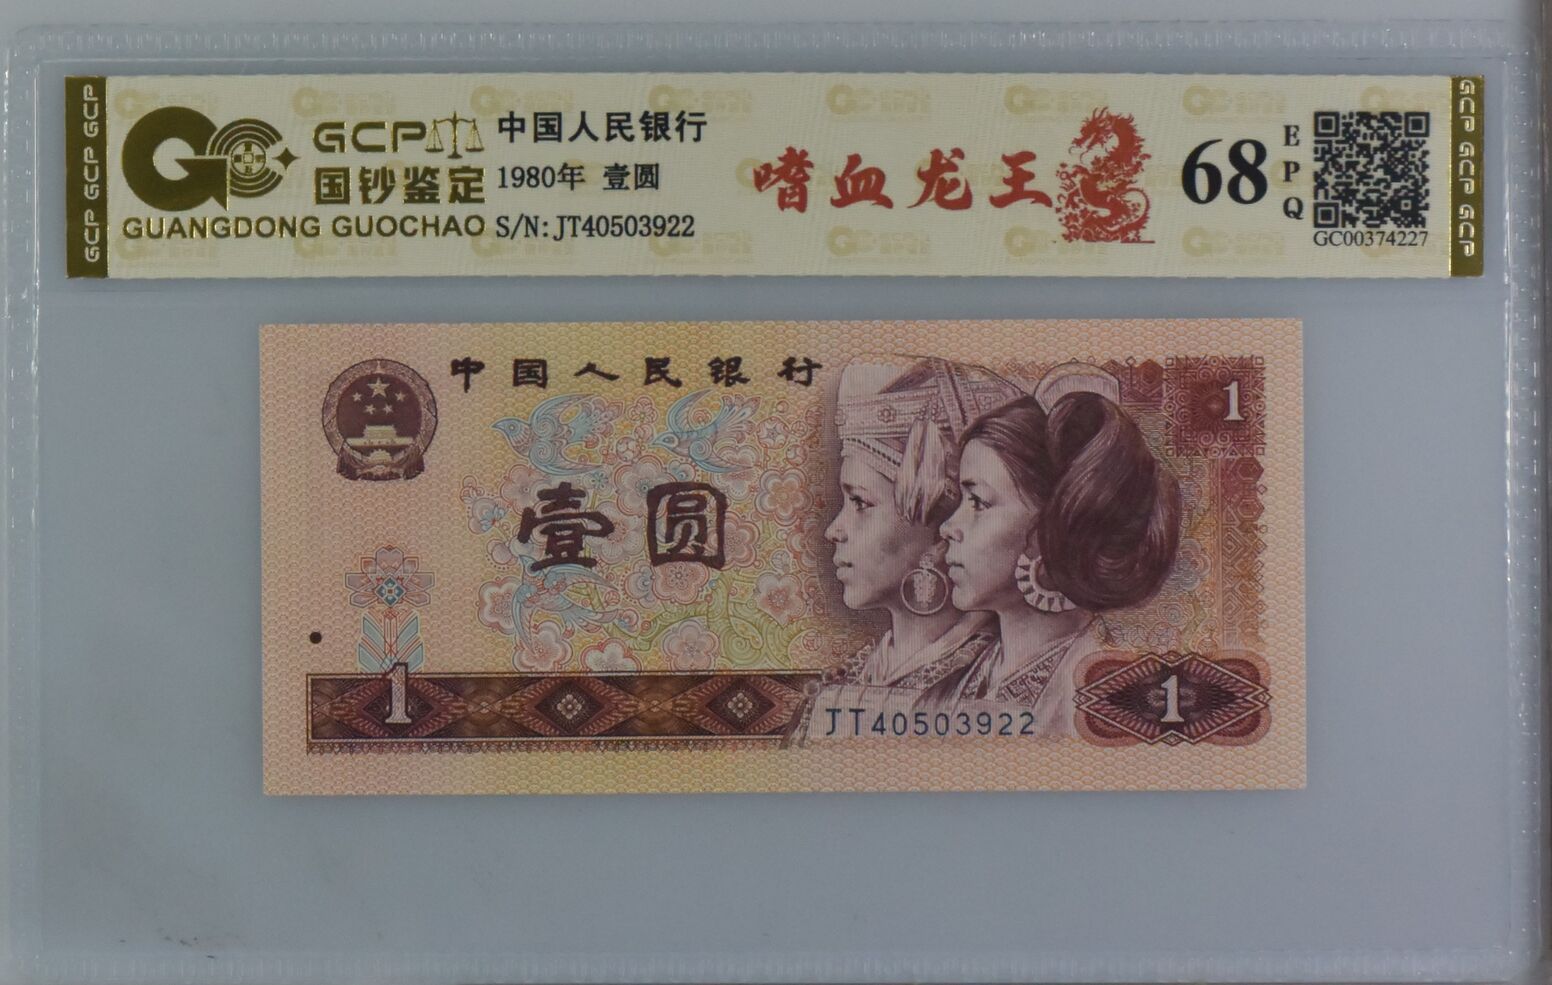 GCP GCP GCP
GCP
国钞鉴定
GUANGDONG GUOCHAO
中国人民银行
1980年 壹圆
S/N: JT40503922
嗜血龙王
68
EPQ
GC00374227
GCP GCP GCP
中国人民银行
1
壹圆
1
JT40503922
1